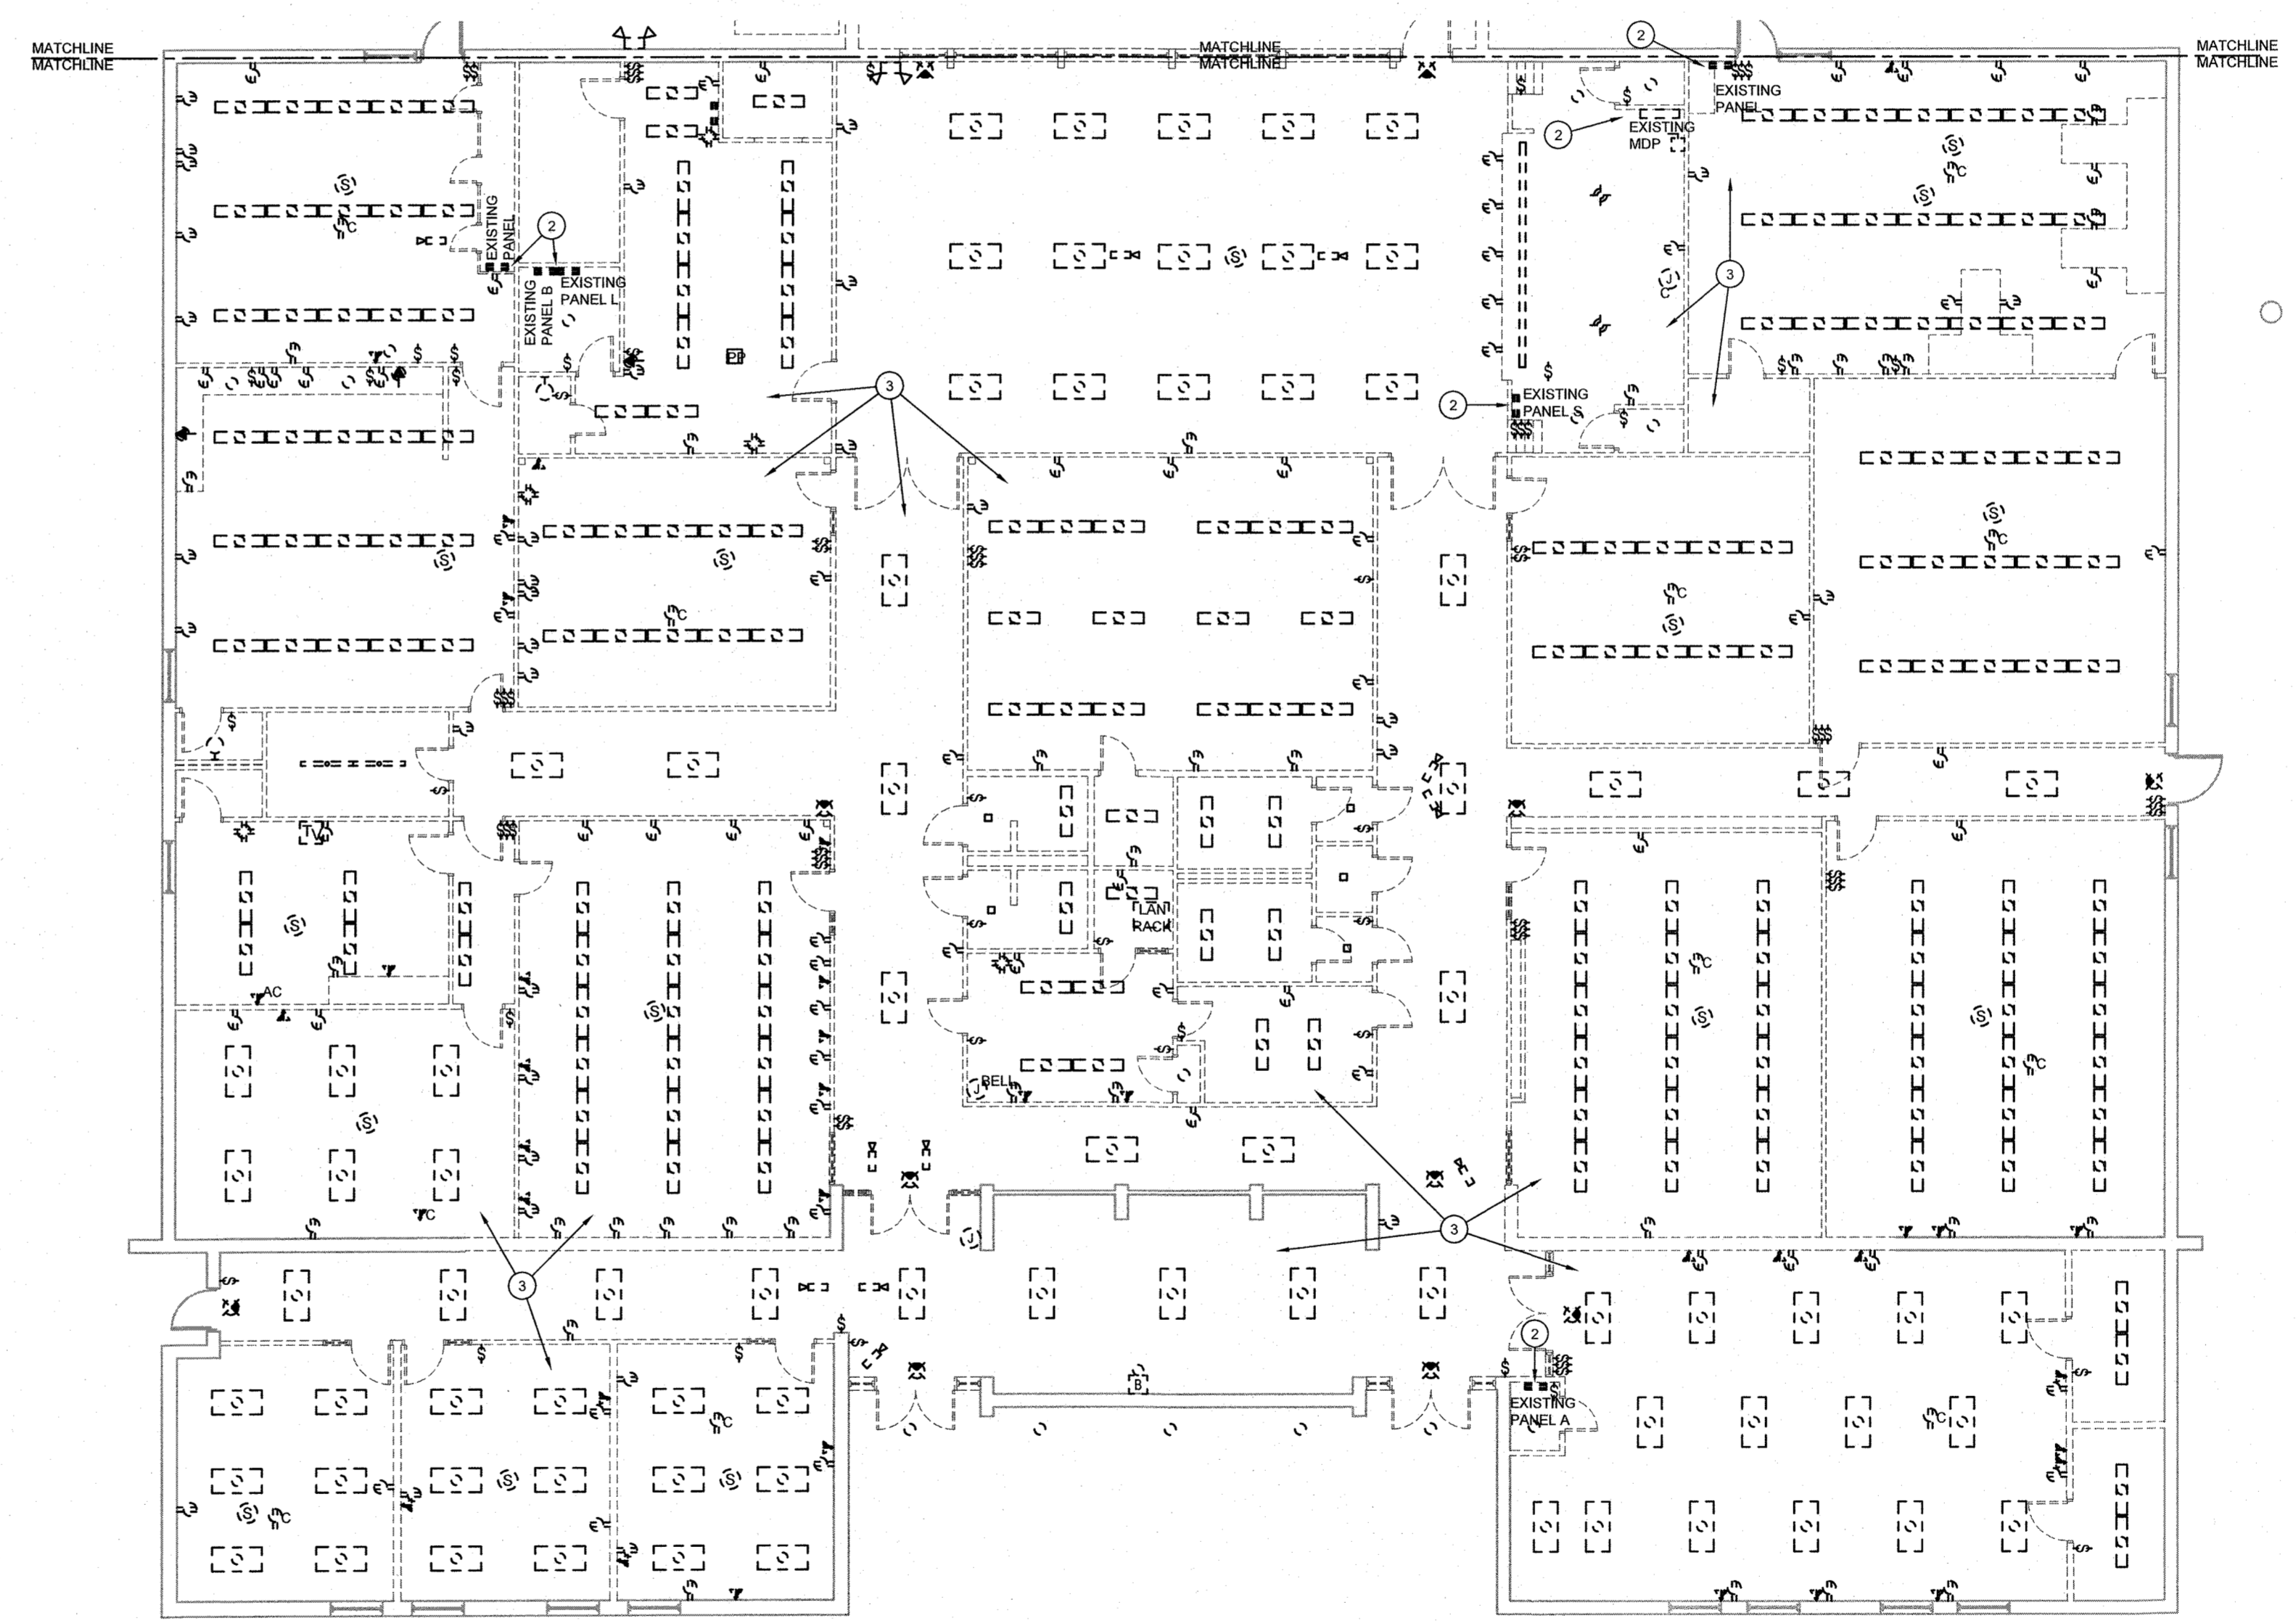 MATCHLINE
MATCHLINE
MATCHLINE
MATCHLINE
MATCHLINE
MATCHLINE
2
EXISTING
PANEL
2
EXISTING
MDP
S
C
S
S
C
EXISTING
PANEL
2
EXISTING
PANEL B
EXISTING
PANEL L
S
3
PP
3
2
EXISTING
PANEL S
T
S
S
C
C
S
S
C
TV
S
AC
LAN
RACK
S
C
S
S
C
J
BELL
S
C
J
3
3
2
B
EXISTING
PANEL A
C
C
S
S
S
C